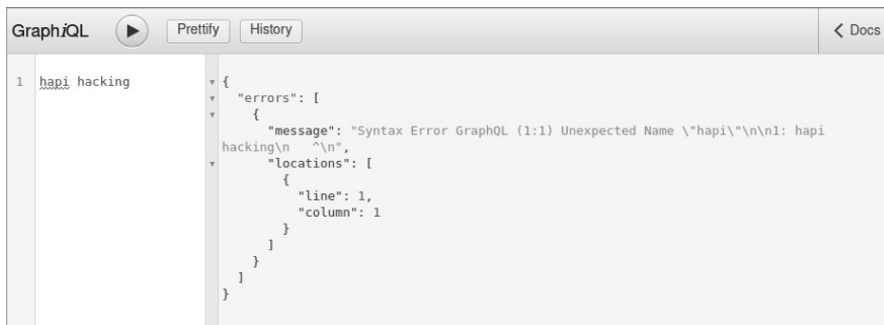 GraphiQL Prettify History < Docs
1 hapi hacking
{
"errors": [
{
"message": "Syntax Error GraphQL (1:1) Unexpected Name \"hapi\"\n\n1: hapi
hacking\n   ^\n",
"locations": [
{
"line": 1,
"column": 1
}
]
}
]
}